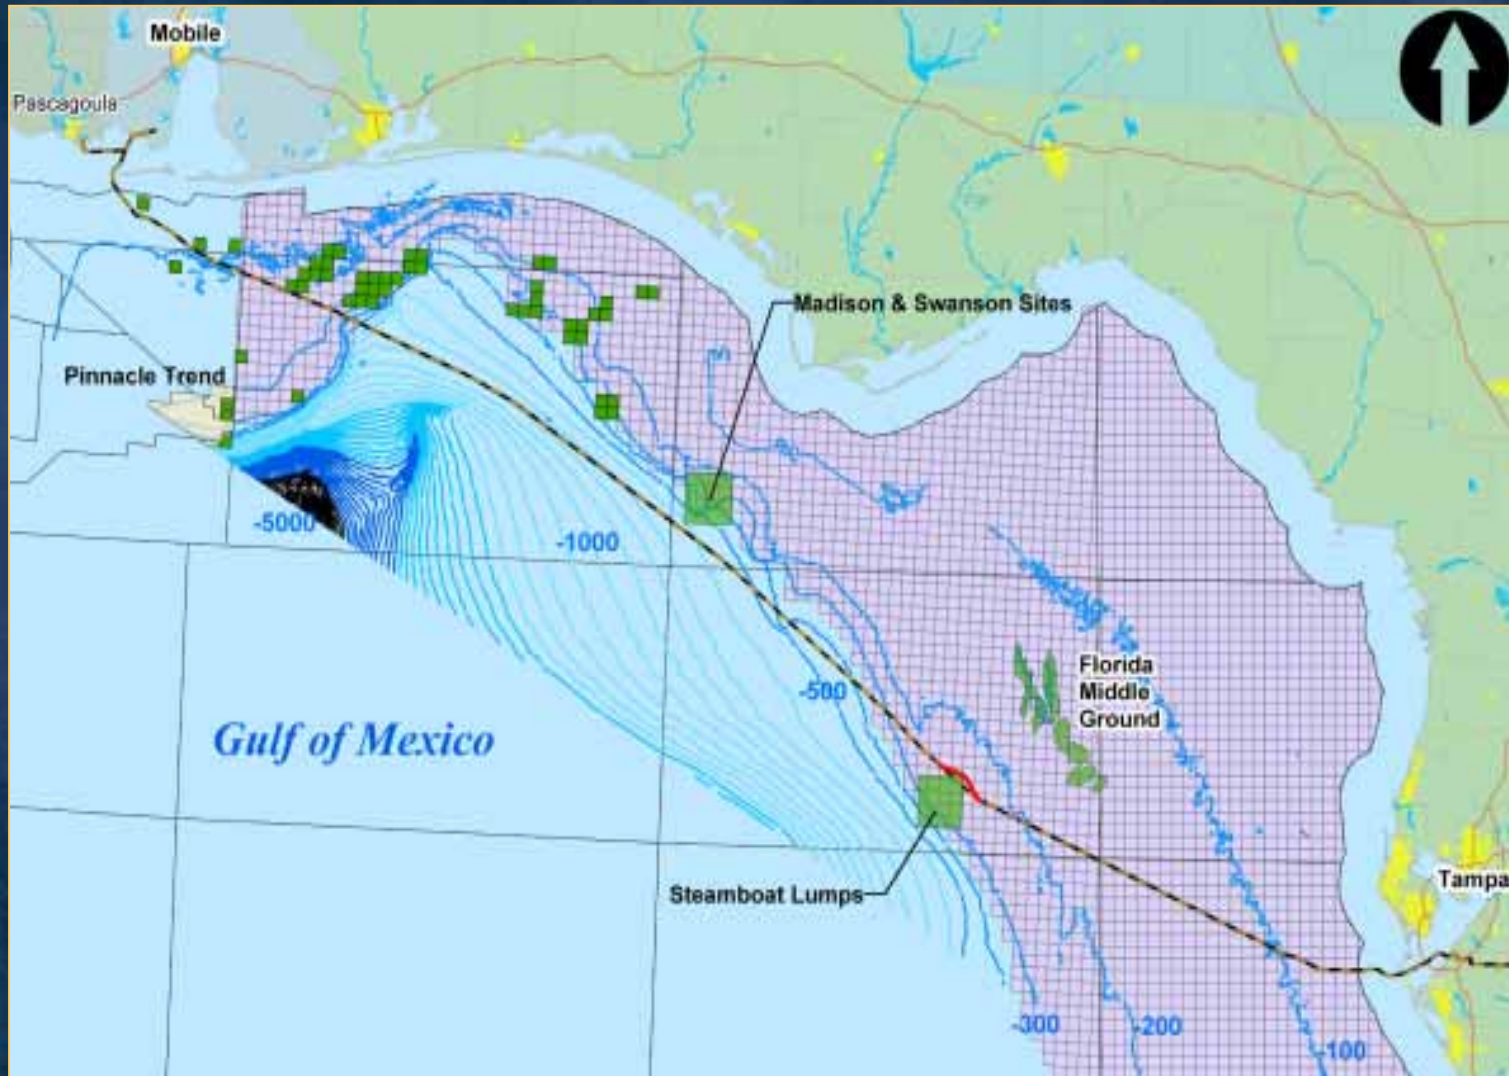 Mobile
Pascagoula
Madison & Swanson Sites
Pinnacle Trend
-5000
-1000
Florida
Middle
Ground
-500
Gulf of Mexico
Steamboat Lumps
Tampa
-300
-200
-100